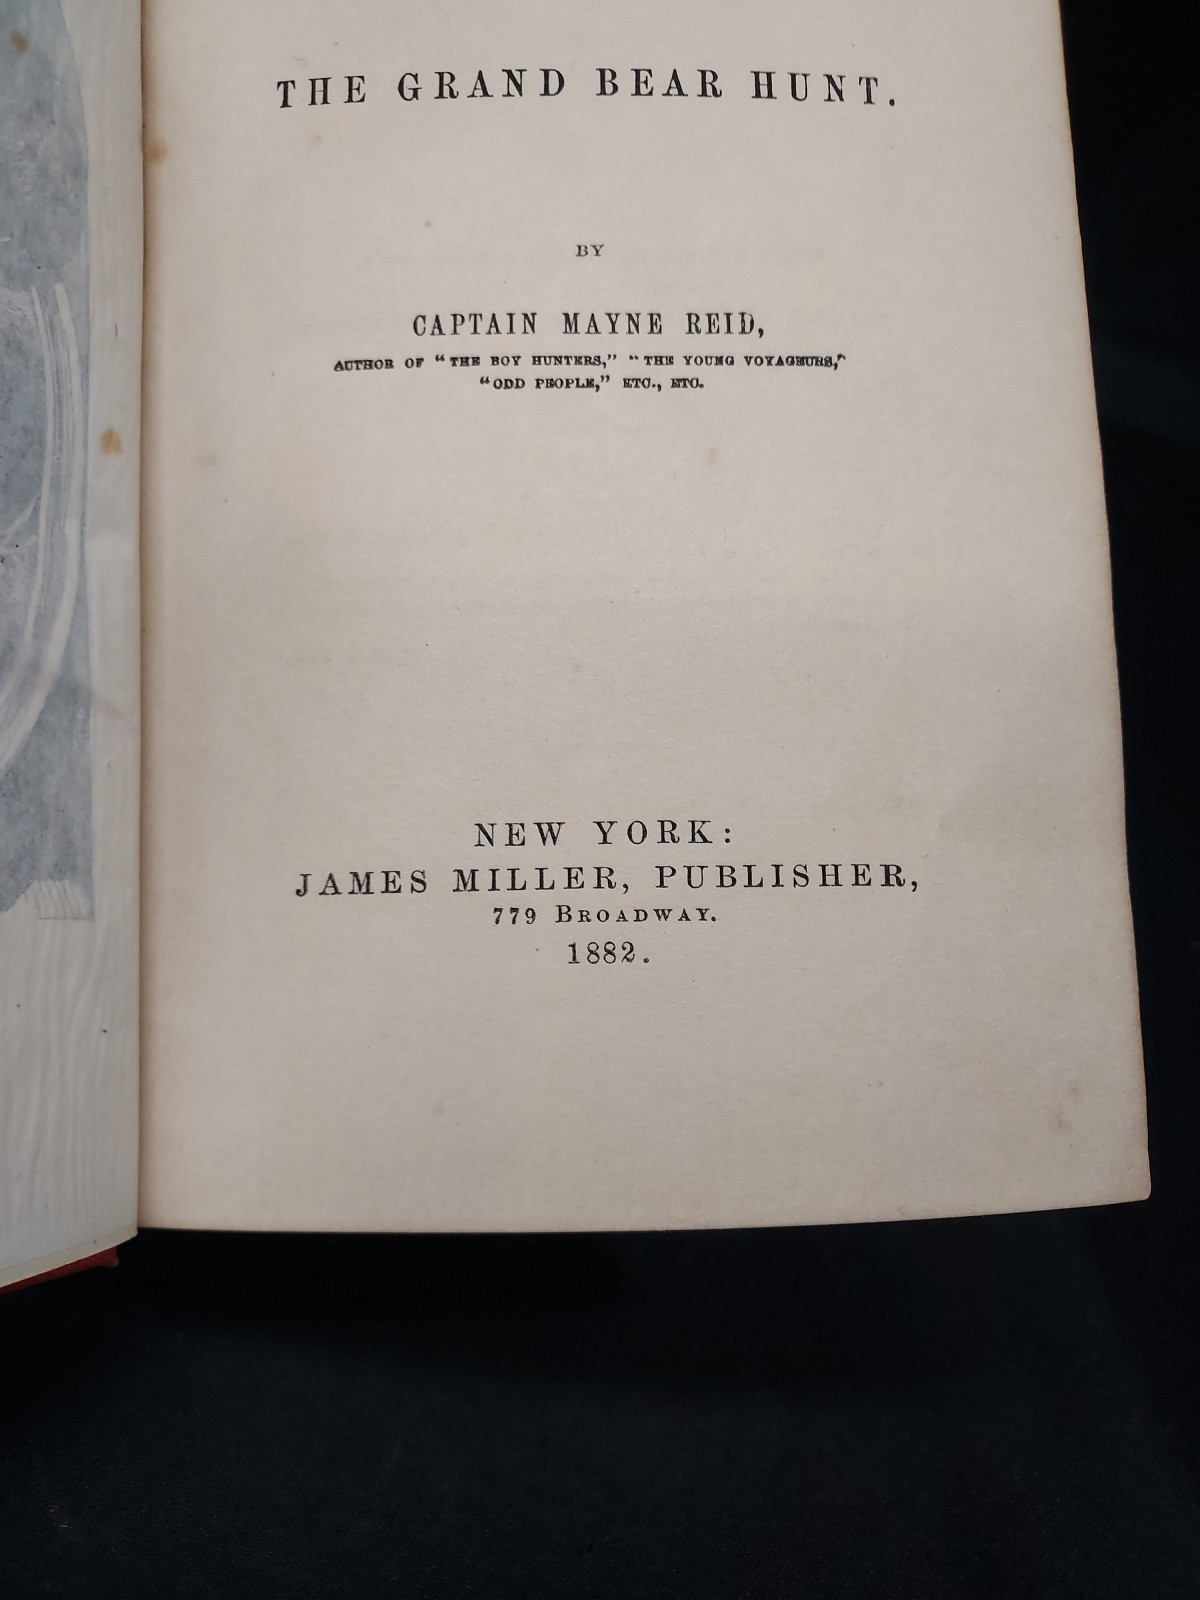 THE GRAND BEAR HUNT.
BY
CAPTAIN MAYNE REID,
AUTHOR OF “THE BOY HUNTERS,” “THE YOUNG VOYAGEURS,”
“ODD PEOPLE,” ETC., ETC.
NEW YORK:
JAMES MILLER, PUBLISHER,
779 BROADWAY.
1882.